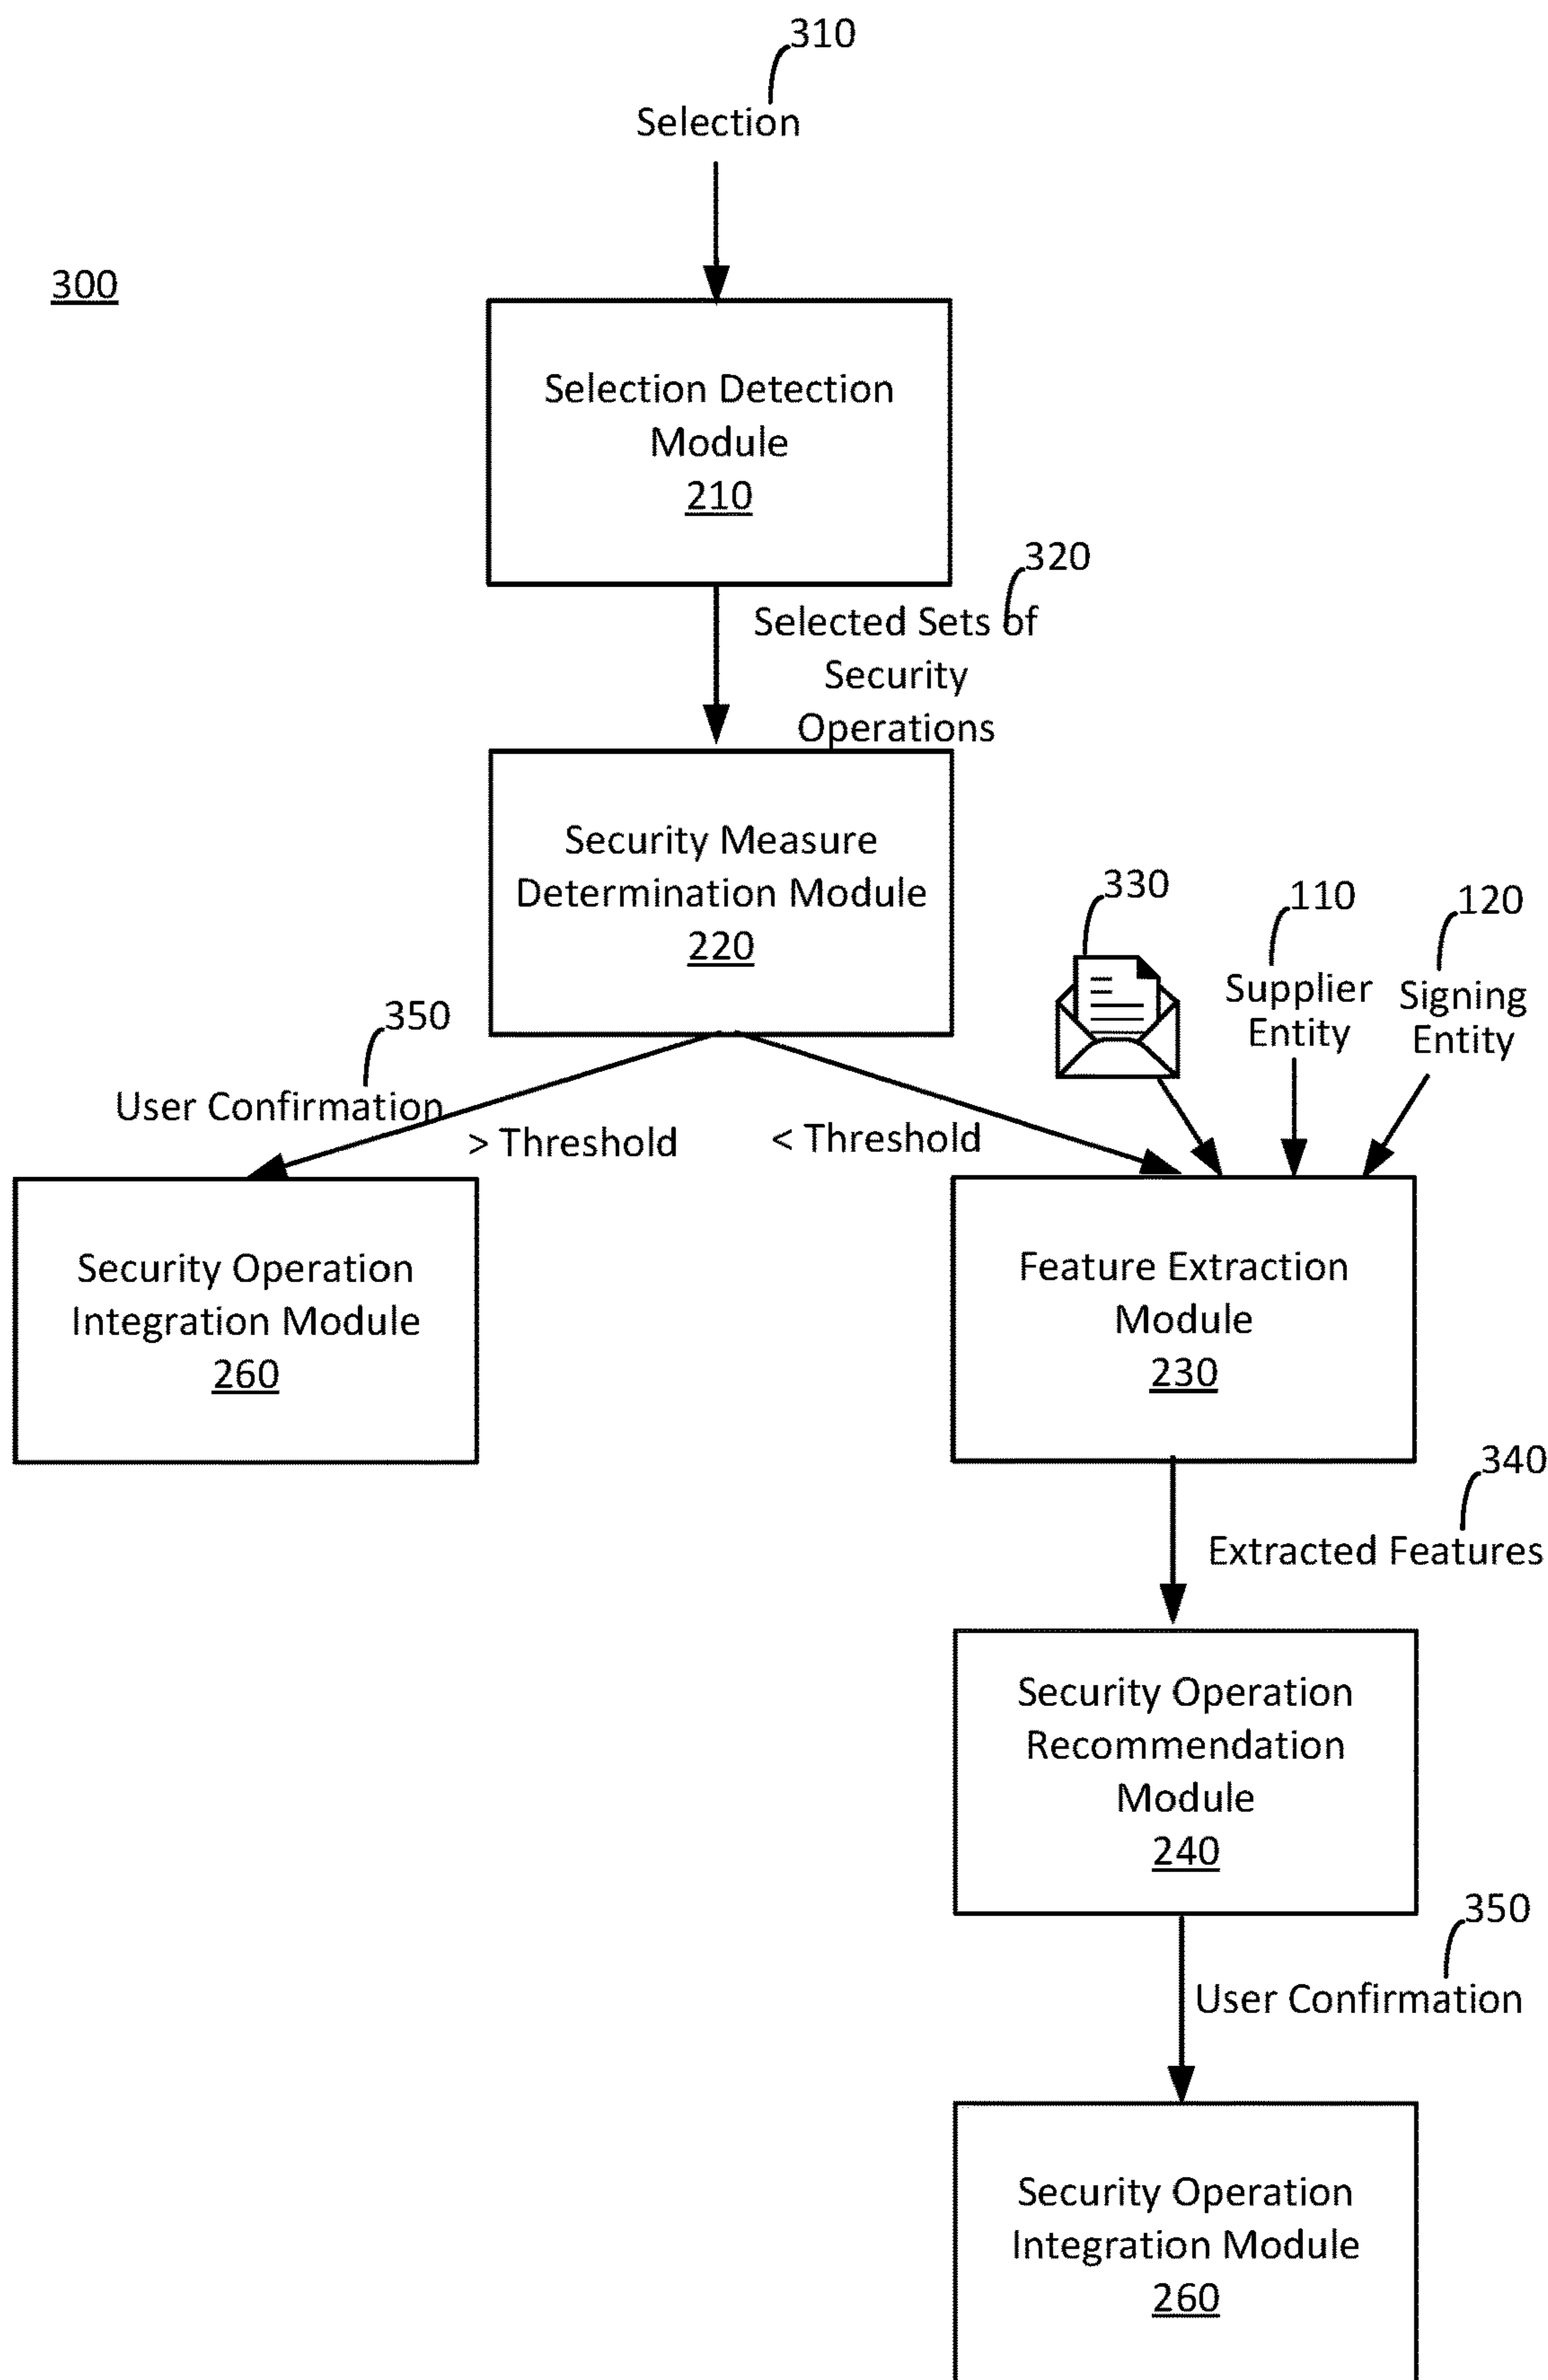 310
Selection
300
Selection Detection
Module
210
320
Selected Sets of
Security
Operations
Security Measure
Determination Module
220
330
110
120
Supplier
Entity
Signing
Entity
350
User Confirmation
> Threshold
< Threshold
Security Operation
Integration Module
260
Feature Extraction
Module
230
340
Extracted Features
Security Operation
Recommendation
Module
240
350
User Confirmation
Security Operation
Integration Module
260